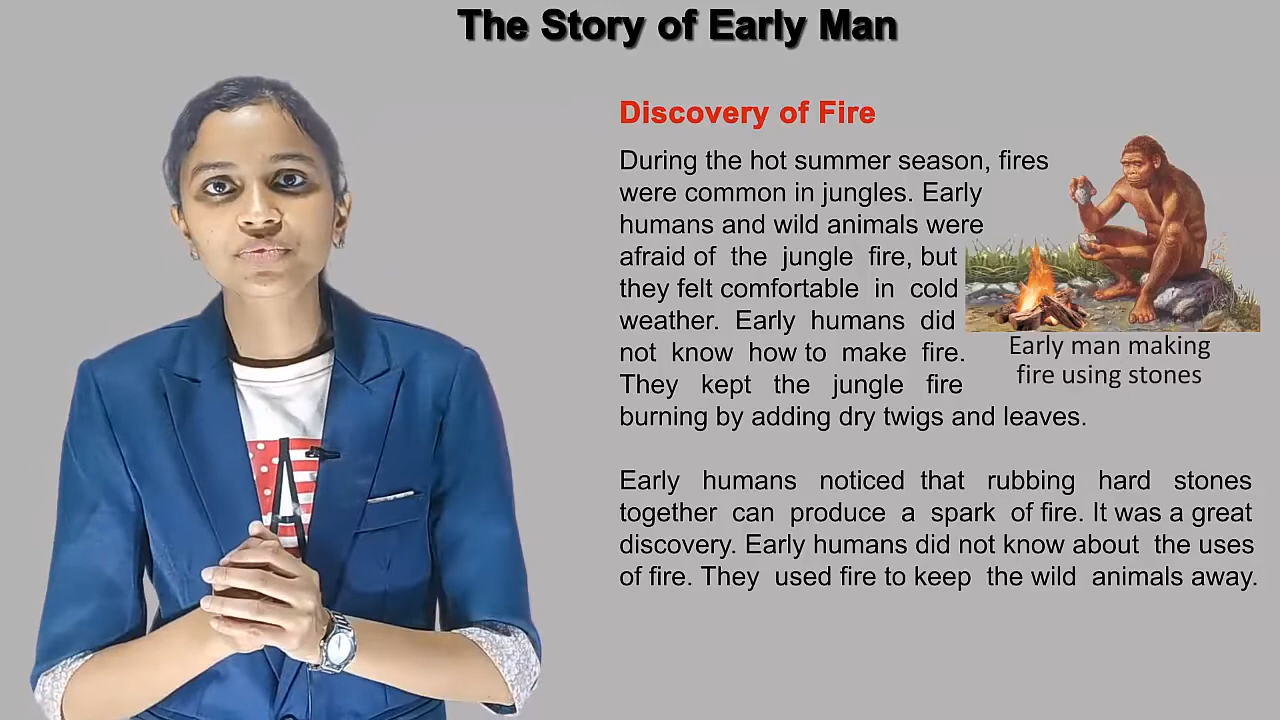 The Story of Early Man
Discovery of Fire
During the hot summer season, fires
were common in jungles. Early
humans and wild animals were
afraid of the jungle fire, but
they felt comfortable in cold
weather. Early humans did
not know how to make fire.
They kept the jungle fire
burning by adding dry twigs and leaves.
Early man making
fire using stones
Early humans noticed that rubbing hard stones
together can produce a spark of fire. It was a great
discovery. Early humans did not know about the uses
of fire. They used fire to keep the wild animals away.